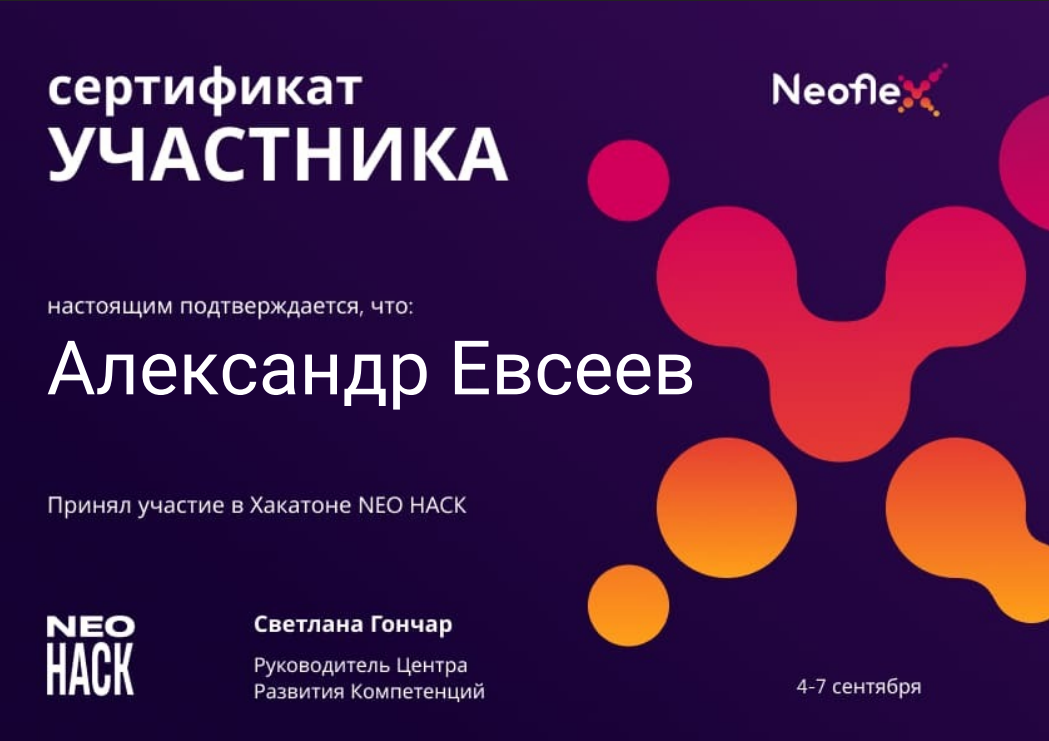 сертификат
УЧАСТНИКА
Neoflex
настоящим подтверждается, что:
Александр Евсеев
Принял участие в Хакатоне NEO HACK
NEO
HACK
Светлана Гончар
Руководитель Центра
Развития Компетенций
4-7 сентября